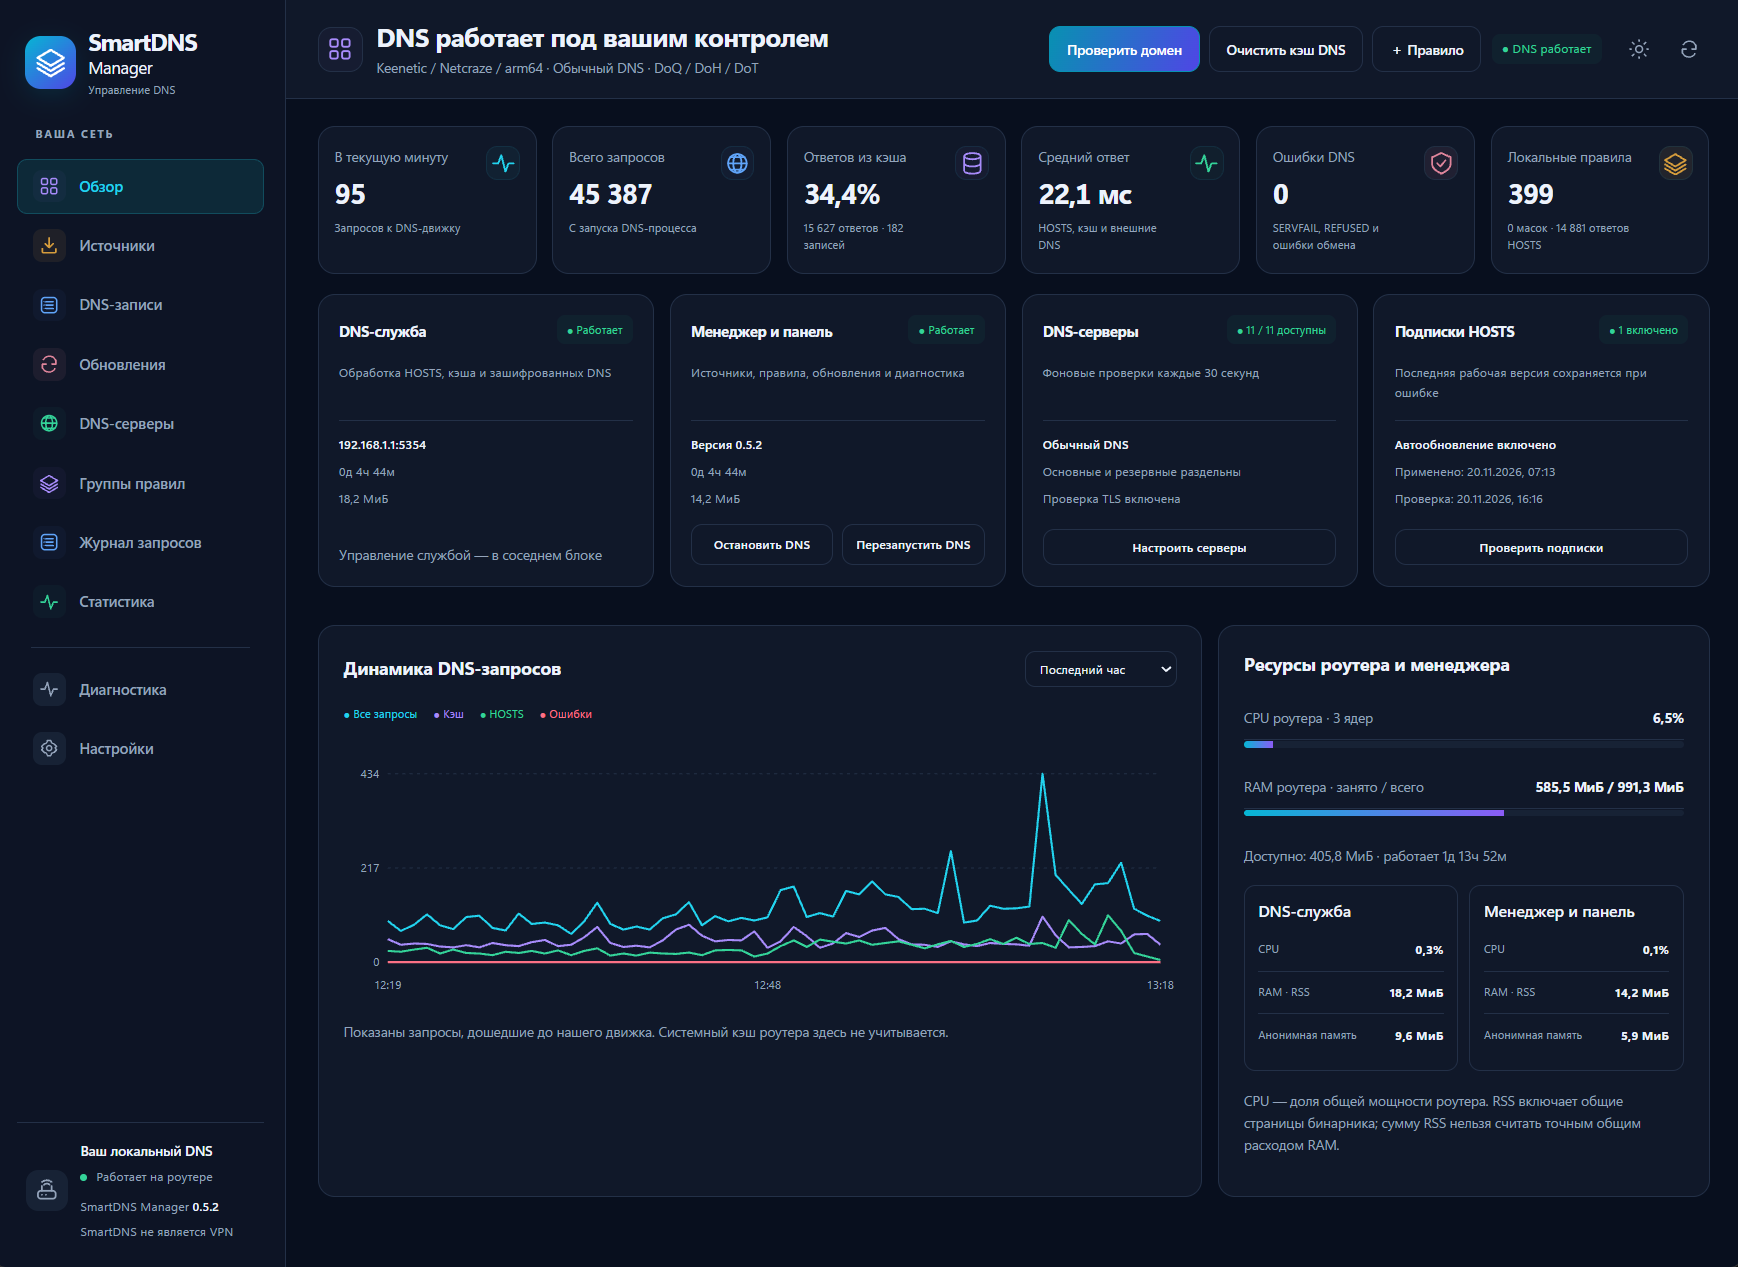 SmartDNS
Manager
Управление DNS
ВАША СЕТЬ
Обзор
Источники
DNS-записи
Обновления
DNS-серверы
Группы правил
Журнал запросов
Статистика
Диагностика
Настройки
Ваш локальный DNS
Работает на роутере
SmartDNS Manager 0.5.2
SmartDNS не является VPN
DNS работает под вашим контролем
Keenetic / Netcraze / arm64 · Обычный DNS · DoQ / DoH / DoT
Проверить домен
Очистить кэш DNS
+ Правило
● DNS работает
В текущую минуту
95
Запросов к DNS-движку
Всего запросов
45 387
С запуска DNS-процесса
Ответов из кэша
34,4%
15 627 ответов · 182
записей
Средний ответ
22,1 мс
HOSTS, кэш и внешние
DNS
Ошибки DNS
0
SERVFAIL, REFUSED и
ошибки обмена
Локальные правила
399
0 масок · 14 881 ответов
HOSTS
DNS-служба
● Работает
Обработка HOSTS, кэша и зашифрованных DNS
192.168.1.1:5354
0д 4ч 44м
18,2 МиБ
Управление службой — в соседнем блоке
Менеджер и панель
● Работает
Источники, правила, обновления и диагностика
Версия 0.5.2
0д 4ч 44м
14,2 МиБ
Остановить DNS
Перезапустить DNS
DNS-серверы
● 11 / 11 доступны
Фоновые проверки каждые 30 секунд
Обычный DNS
Основные и резервные раздельны
Проверка TLS включена
Настроить серверы
Подписки HOSTS
● 1 включено
Последняя рабочая версия сохраняется при
ошибке
Автообновление включено
Применено: 20.11.2026, 07:13
Проверка: 20.11.2026, 16:16
Проверить подписки
Динамика DNS-запросов
Последний час
● Все запросы ● Кэш ● HOSTS ● Ошибки
434
217
0
12:19 12:48 13:18
Показаны запросы, дошедшие до нашего движка. Системный кэш роутера здесь не учитывается.
Ресурсы роутера и менеджера
CPU роутера · 3 ядер 6,5%
RAM роутера · занято / всего 585,5 МиБ / 991,3 МиБ
Доступно: 405,8 МиБ · работает 1д 13ч 52м
DNS-служба
CPU 0,3%
RAM · RSS 18,2 МиБ
Анонимная память 9,6 МиБ
Менеджер и панель
CPU 0,1%
RAM · RSS 14,2 МиБ
Анонимная память 5,9 МиБ
CPU — доля общей мощности роутера. RSS включает общие
страницы бинарника; сумму RSS нельзя считать точным общим
расходом RAM.